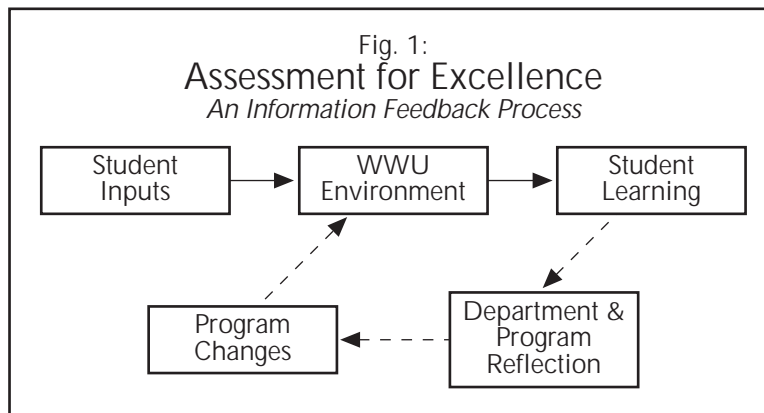 Fig. 1:
Assessment for Excellence
An Information Feedback Process
Student
Inputs
WWU
Environment
Student
Learning
Program
Changes
Department &
Program
Reflection